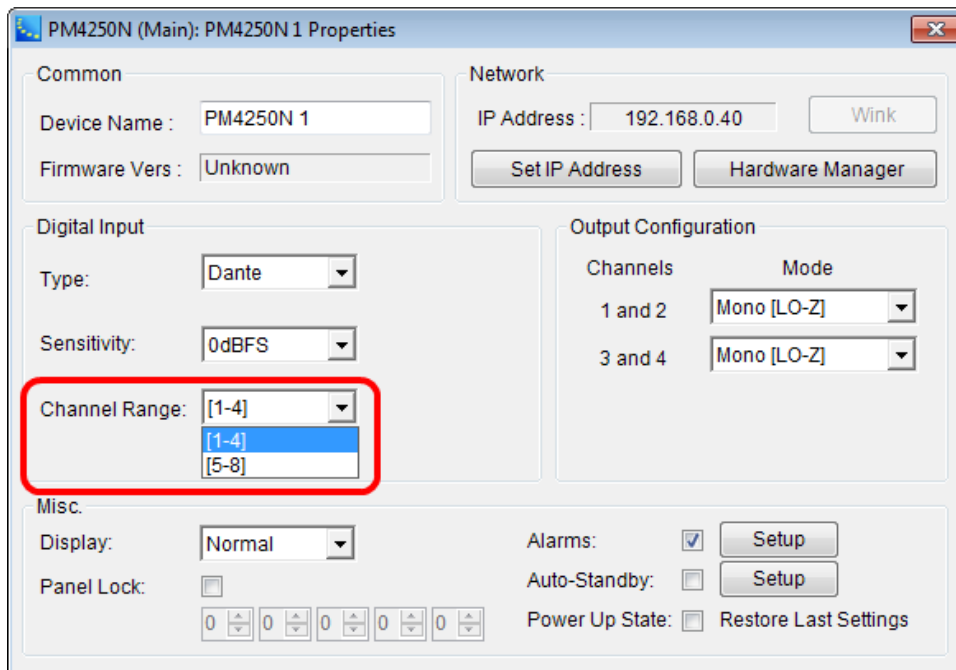 PM4250N (Main): PM4250N 1 Properties
Common
Device Name : PM4250N 1
Firmware Vers : Unknown
Network
IP Address : 192.168.0.40 Wink
Set IP Address Hardware Manager
Digital Input
Type: Dante
Sensitivity: 0dBFS
Channel Range: [1-4]
[1-4]
[5-8]
Output Configuration
Channels Mode
1 and 2 Mono [LO-Z]
3 and 4 Mono [LO-Z]
Misc.
Display: Normal
Panel Lock:
0 0 0 0 0
Alarms: Setup
Auto-Standby: Setup
Power Up State: Restore Last Settings